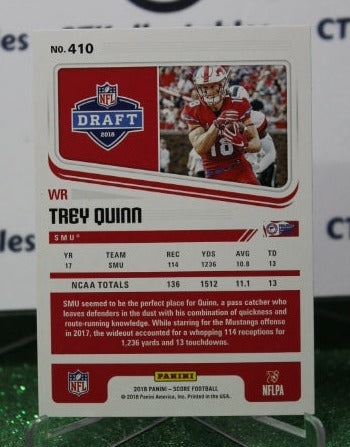 No. 410
NFL
DRAFT
2018
18
WR
TREY QUINN
SMU
YR TEAM REC YDS AVG TD
17 SMU 114 1236 10.8 13
NCAA TOTALS 136 1512 11.1 13
SMU seemed to be the perfect place for Quinn, a pass catcher who
leaves defenders in the dust with his combination of quickness and
route-running knowledge. While starring for the Mustangs offense
in 2017, the wideout accounted for a whopping 114 receptions for
1,236 yards and 13 touchdowns.
NFL
PANINI
NFLPA
2018 PANINI – SCORE FOOTBALL
© 2018 Panini America, Inc. Printed in the USA.